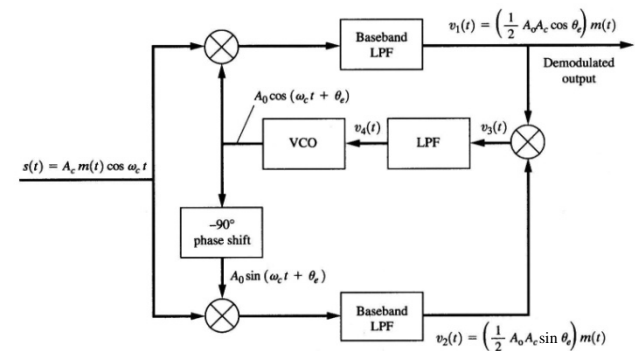 v₁(t) = (1/2 A₀A꜀ cos θₑ) m(t)
Baseband
LPF
Demodulated
output
A₀ cos (ω꜀ t + θₑ)
v₄(t)
v₃(t)
VCO
LPF
s(t) = A꜀ m(t) cos ω꜀ t
–90°
phase shift
A₀ sin (ω꜀ t + θₑ)
Baseband
LPF
v₂(t) = (1/2 A₀A꜀ sin θₑ) m(t)